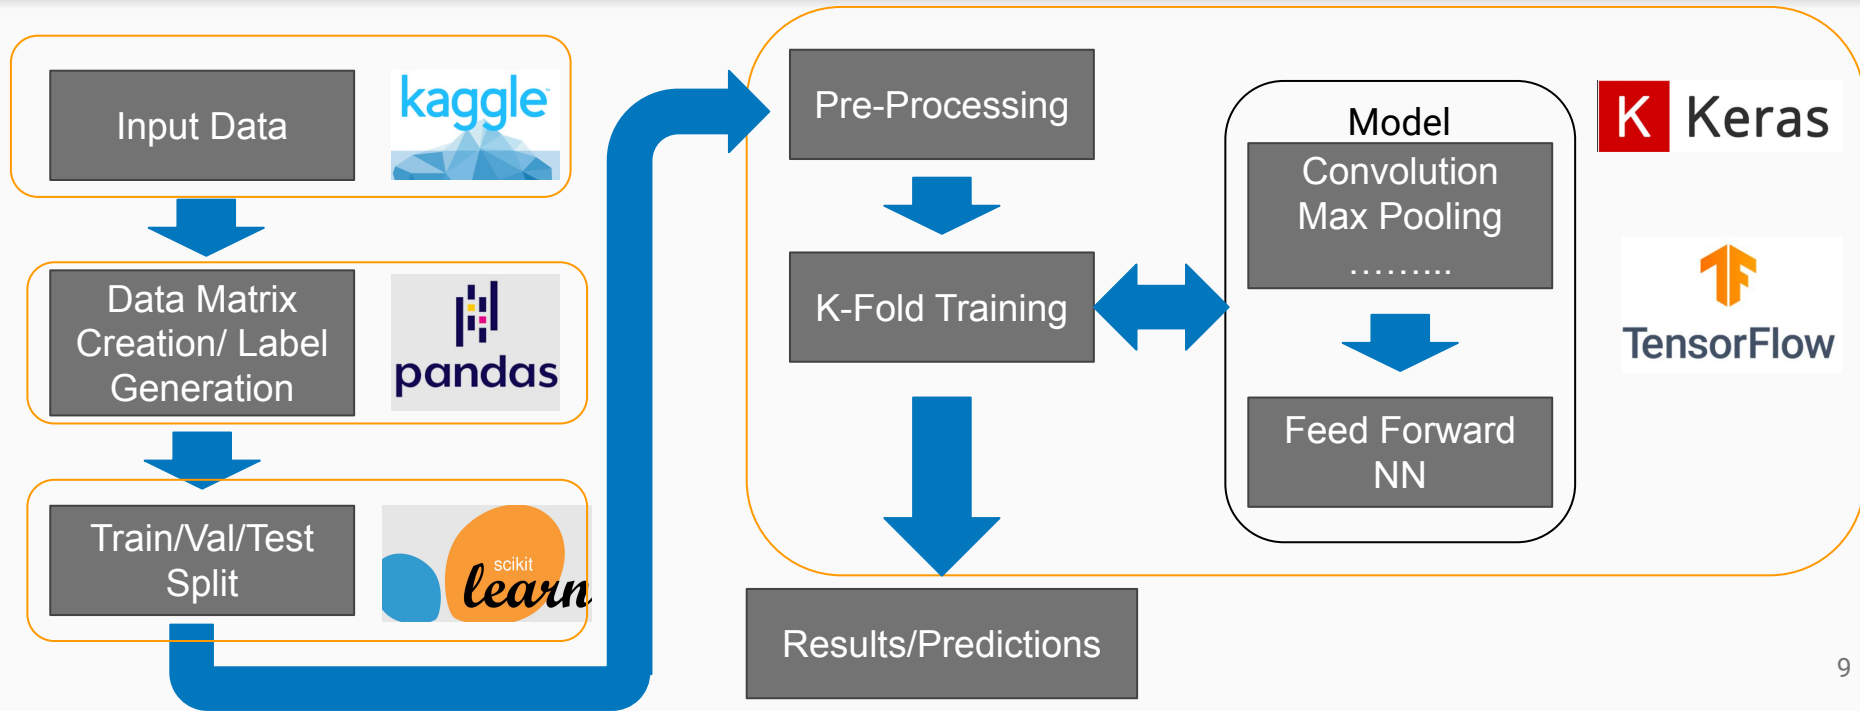 Input Data
kaggle
Data Matrix
Creation/ Label
Generation
pandas
Train/Val/Test
Split
scikit
learn
Pre-Processing
K-Fold Training
Results/Predictions
Model
Convolution
Max Pooling
.........
Feed Forward
NN
K Keras
TensorFlow
9